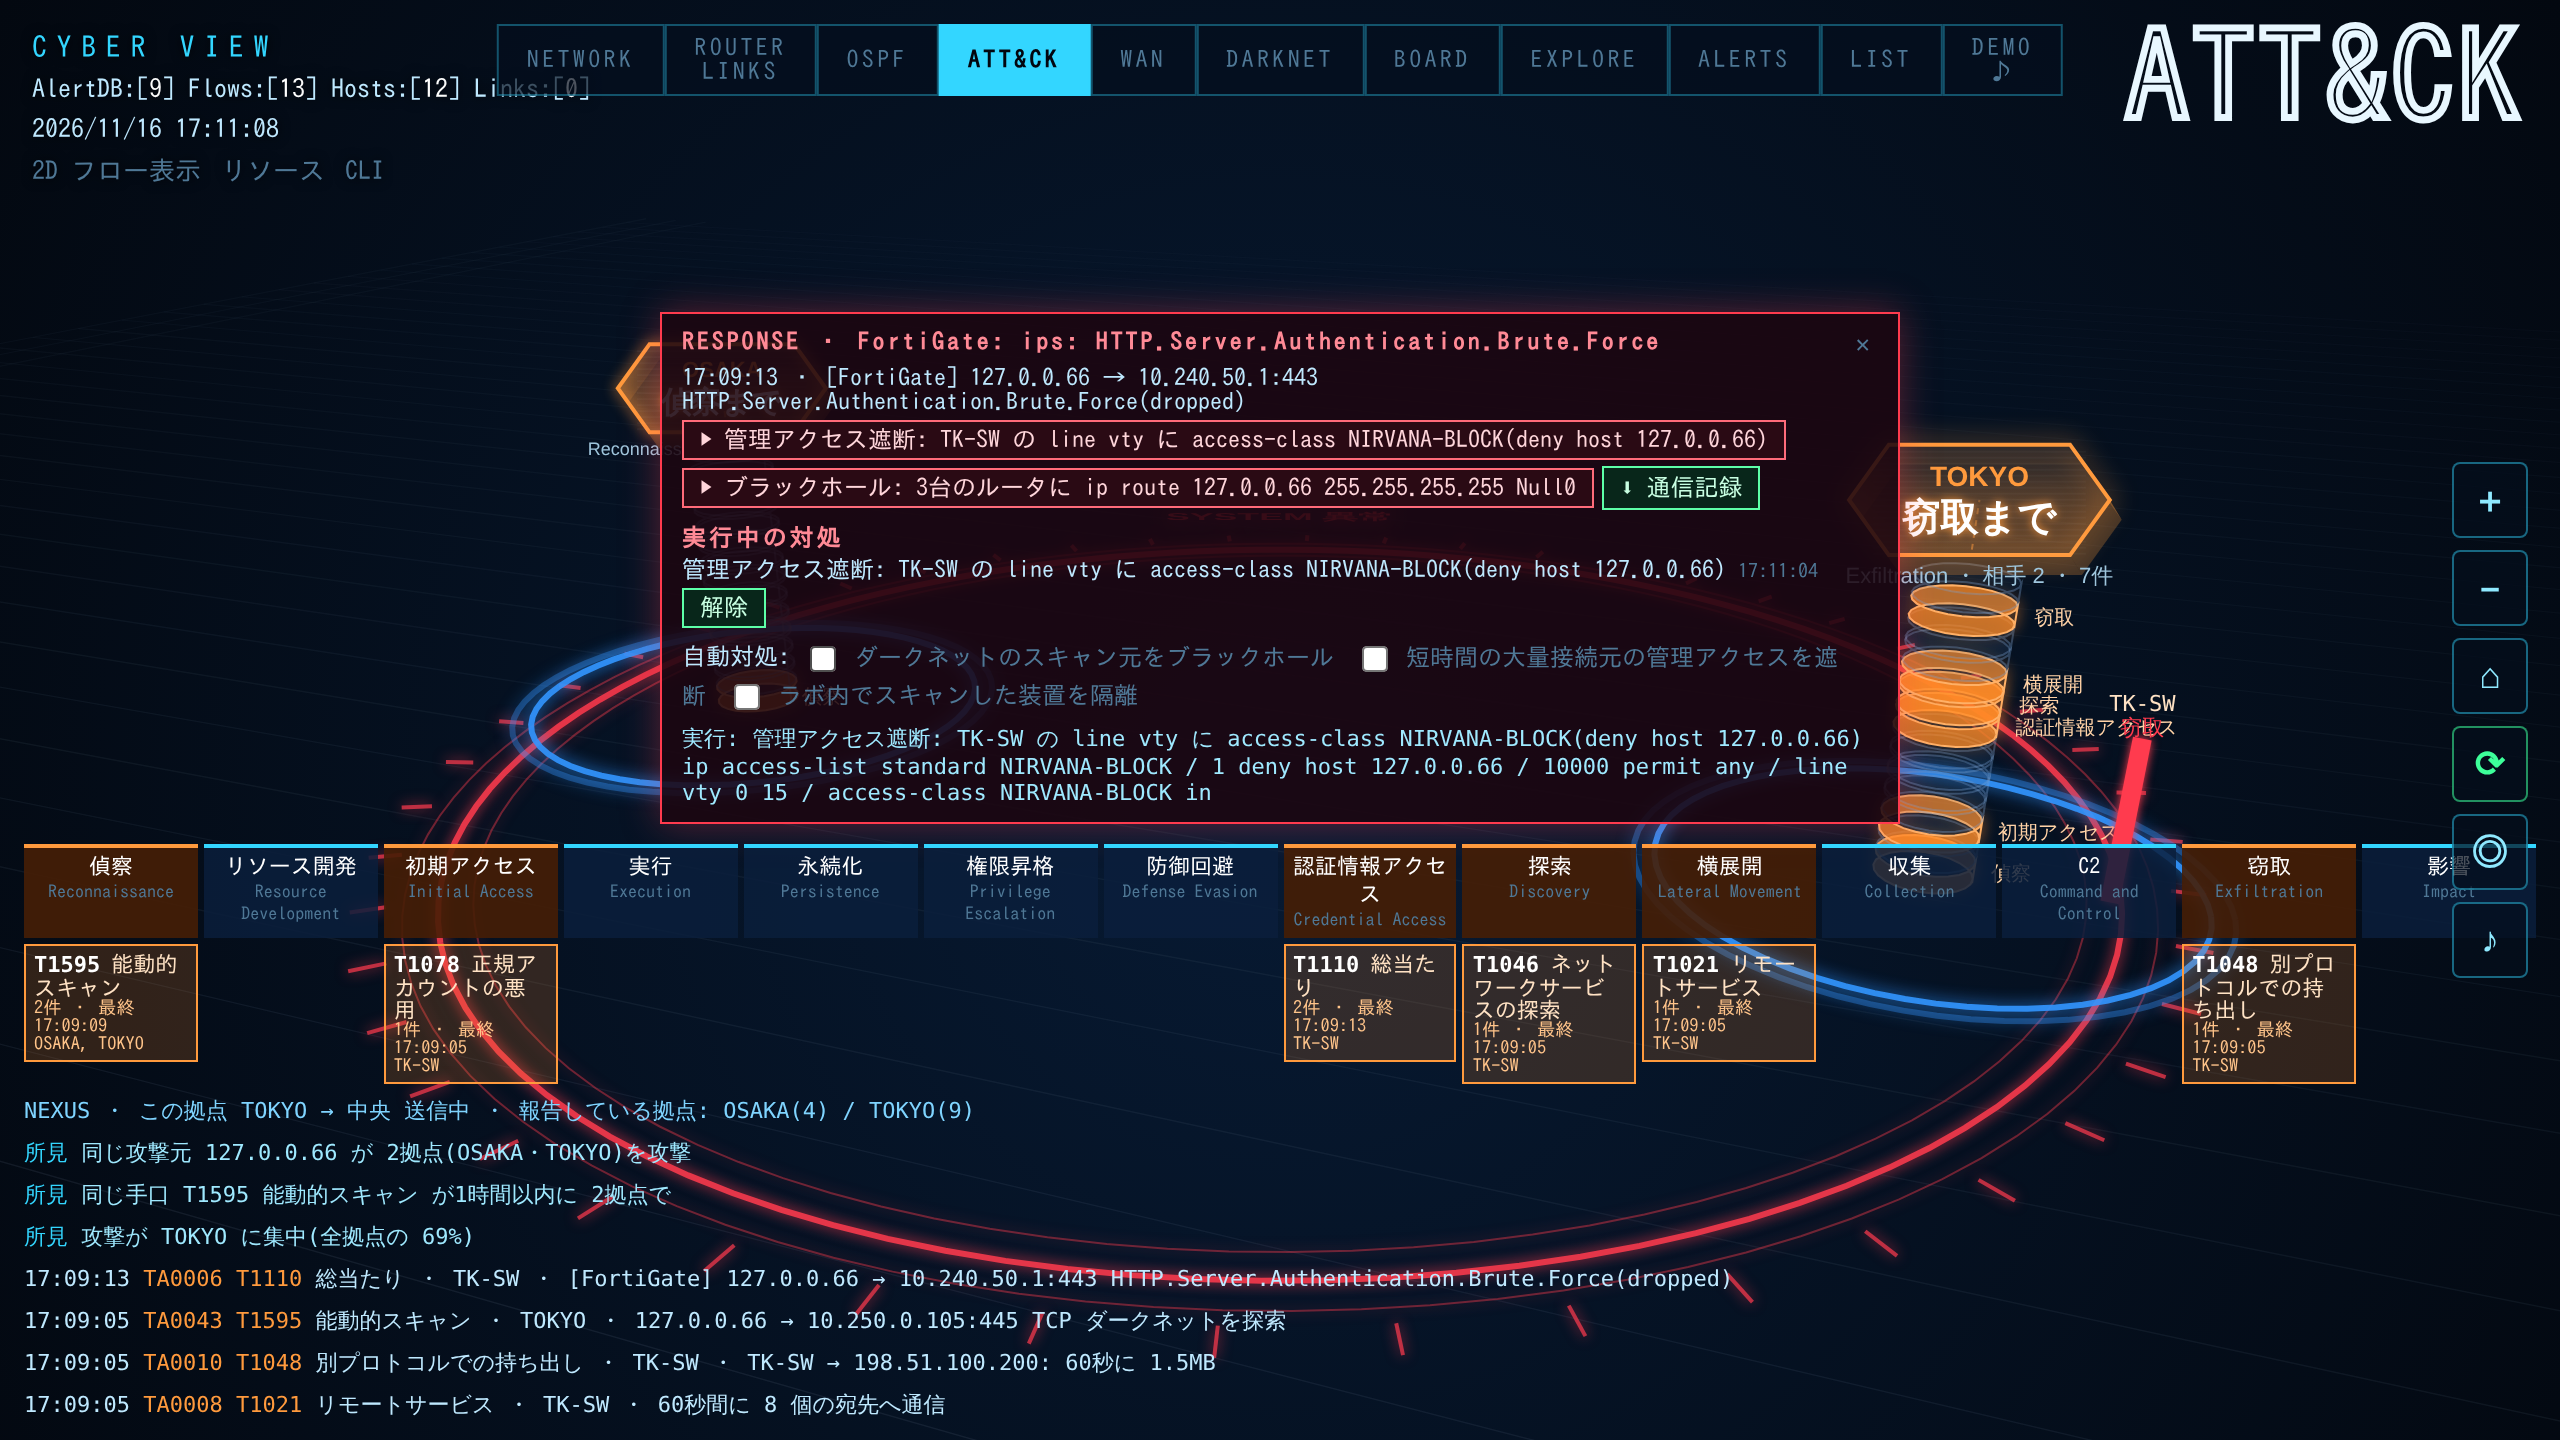 CYBER VIEW
AlertDB:[9] Flows:[13] Hosts:[12] Links:[0]
2026/11/16 17:11:08
2D フロー表示 リソース CLI
NETWORK
ROUTER
LINKS
OSPF
ATT&CK
WAN
DARKNET
BOARD
EXPLORE
ALERTS
LIST
DEMO
♪
ATT&CK
RESPONSE · FortiGate: ips: HTTP.Server.Authentication.Brute.Force
×
17:09:13 · [FortiGate] 127.0.0.66 → 10.240.50.1:443
HTTP.Server.Authentication.Brute.Force(dropped)
▶ 管理アクセス遮断: TK-SW の line vty に access-class NIRVANA-BLOCK(deny host 127.0.0.66)
▶ ブラックホール: 3台のルータに ip route 127.0.0.66 255.255.255.255 Null0
⬇ 通信記録
実行中の対処
管理アクセス遮断: TK-SW の line vty に access-class NIRVANA-BLOCK(deny host 127.0.0.66) 17:11:04
解除
自動対処: ダークネットのスキャン元をブラックホール 短時間の大量接続元の管理アクセスを遮
断 ラボ内でスキャンした装置を隔離
実行: 管理アクセス遮断: TK-SW の line vty に access-class NIRVANA-BLOCK(deny host 127.0.0.66)
ip access-list standard NIRVANA-BLOCK / 1 deny host 127.0.0.66 / 10000 permit any / line
vty 0 15 / access-class NIRVANA-BLOCK in
TOKYO
窃取まで
Exfiltration · 相手 2 · 7件
窃取
横展開
探索
認証情報アクセス
TK-SW
窃取
初期アクセス
偵察
+
−
⌂
⟳
◎
♪
偵察
Reconnaissance
リソース開発
Resource
Development
初期アクセス
Initial Access
実行
Execution
永続化
Persistence
権限昇格
Privilege
Escalation
防御回避
Defense Evasion
認証情報アクセ
ス
Credential Access
探索
Discovery
横展開
Lateral Movement
収集
Collection
C2
Command and
Control
窃取
Exfiltration
影響
Impact
T1595 能動的
スキャン
2件 · 最終
17:09:09
OSAKA, TOKYO
T1078 正規ア
カウントの悪
用
1件 · 最終
17:09:05
TK-SW
T1110 総当た
り
2件 · 最終
17:09:13
TK-SW
T1046 ネット
ワークサービ
スの探索
1件 · 最終
17:09:05
TK-SW
T1021 リモー
トサービス
1件 · 最終
17:09:05
TK-SW
T1048 別プロ
トコルでの持
ち出し
1件 · 最終
17:09:05
TK-SW
NEXUS · この拠点 TOKYO → 中央 送信中 · 報告している拠点: OSAKA(4) / TOKYO(9)
所見 同じ攻撃元 127.0.0.66 が 2拠点(OSAKA・TOKYO)を攻撃
所見 同じ手口 T1595 能動的スキャン が1時間以内に 2拠点で
所見 攻撃が TOKYO に集中(全拠点の 69%)
17:09:13 TA0006 T1110 総当たり · TK-SW · [FortiGate] 127.0.0.66 → 10.240.50.1:443 HTTP.Server.Authentication.Brute.Force(dropped)
17:09:05 TA0043 T1595 能動的スキャン · TOKYO · 127.0.0.66 → 10.250.0.105:445 TCP ダークネットを探索
17:09:05 TA0010 T1048 別プロトコルでの持ち出し · TK-SW · TK-SW → 198.51.100.200: 60秒に 1.5MB
17:09:05 TA0008 T1021 リモートサービス · TK-SW · 60秒間に 8 個の宛先へ通信